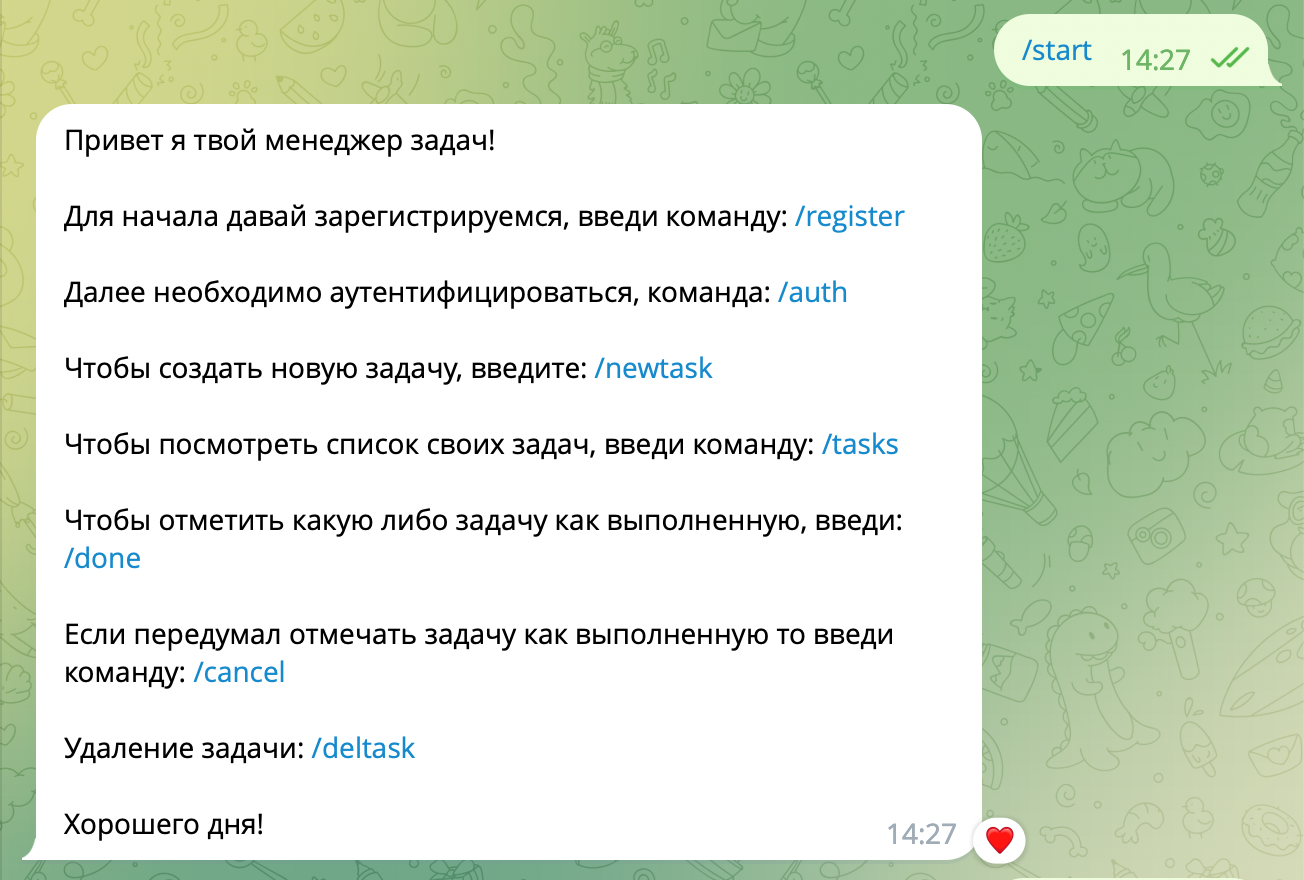 /start 14:27
Привет я твой менеджер задач!
Для начала давай зарегистрируемся, введи команду: /register
Далее необходимо аутентифицироваться, команда: /auth
Чтобы создать новую задачу, введите: /newtask
Чтобы посмотреть список своих задач, введи команду: /tasks
Чтобы отметить какую либо задачу как выполненную, введи:
/done
Если передумал отмечать задачу как выполненную то введи
команду: /cancel
Удаление задачи: /deltask
Хорошего дня!
14:27